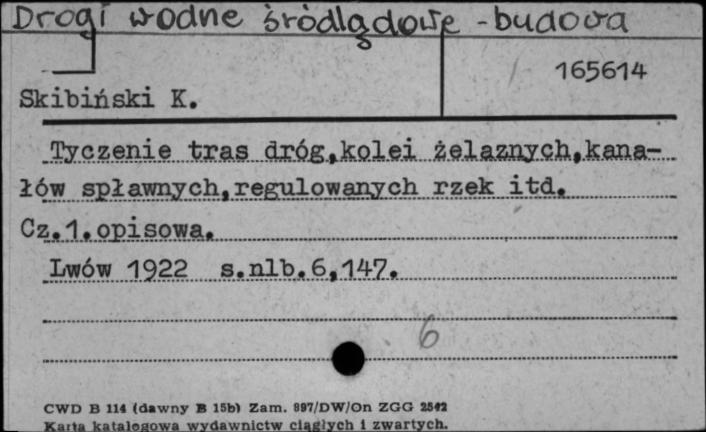 Drogi wodne śródlądowe - budowa
165614
Skibiński K.
Tyczenie tras dróg,kolei żelaznych,kana-
łów spławnych,regulowanych rzek itd.
Cz.1.opisowa.
Lwów 1922 s.nlb.6,147.
6
CWD B 114 (dawny B 15b) Zam. 897/DW/On ZGG 2542
Karta katalogowa wydawnictw ciągłych i zwartych.